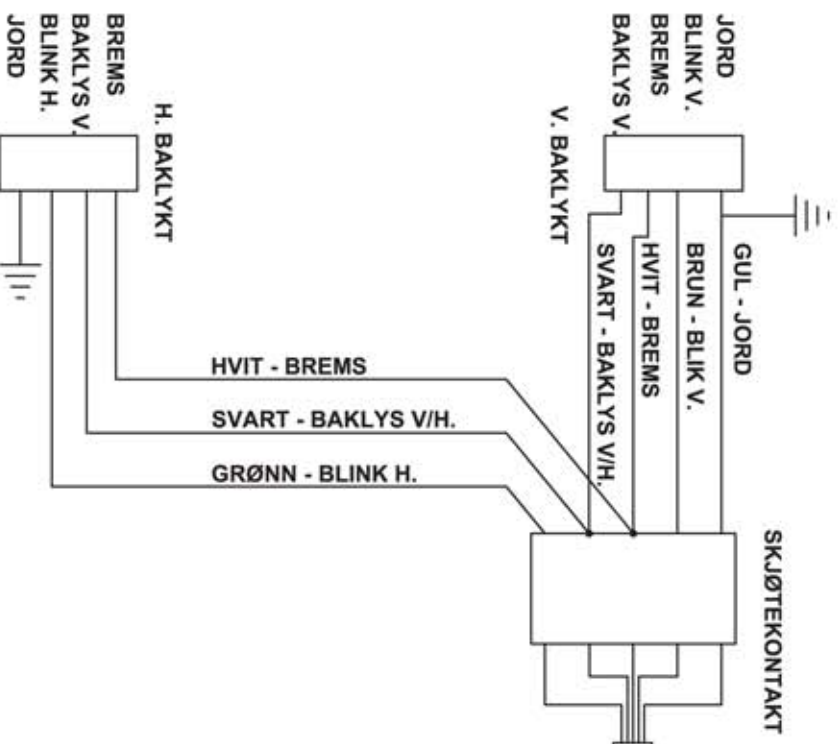 JORD
BLINK V.
BREMS
BAKLYS V.
V. BAKLYKT
GUL - JORD
BRUN - BLIK V.
HVIT - BREMS
SVART - BAKLYS V/H.
SKJØTEKONTAKT
BREMS
BAKLYS V.
BLINK H.
JORD
H. BAKLYKT
HVIT - BREMS
SVART - BAKLYS V/H.
GRØNN - BLINK H.